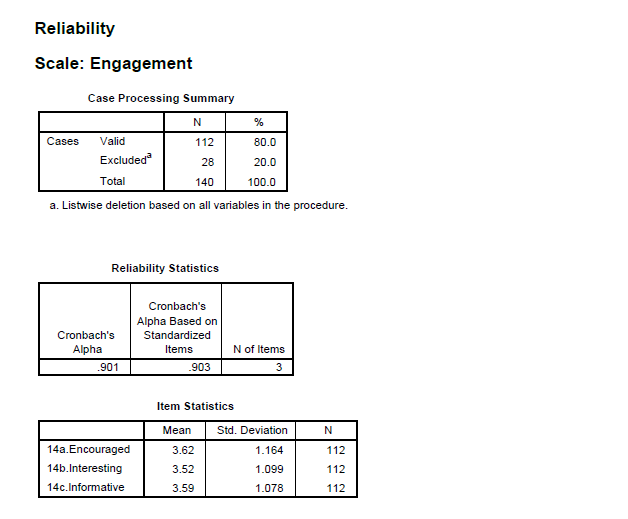 Reliability
Scale: Engagement
Case Processing Summary
N %
Cases Valid 112 80.0
Excludeda 28 20.0
Total 140 100.0
a. Listwise deletion based on all variables in the procedure.
Reliability Statistics
Cronbach's Alpha Cronbach's Alpha Based on Standardized Items N of Items
.901 .903 3
Item Statistics
Mean Std. Deviation N
14a.Encouraged 3.62 1.164 112
14b.Interesting 3.52 1.099 112
14c.Informative 3.59 1.078 112